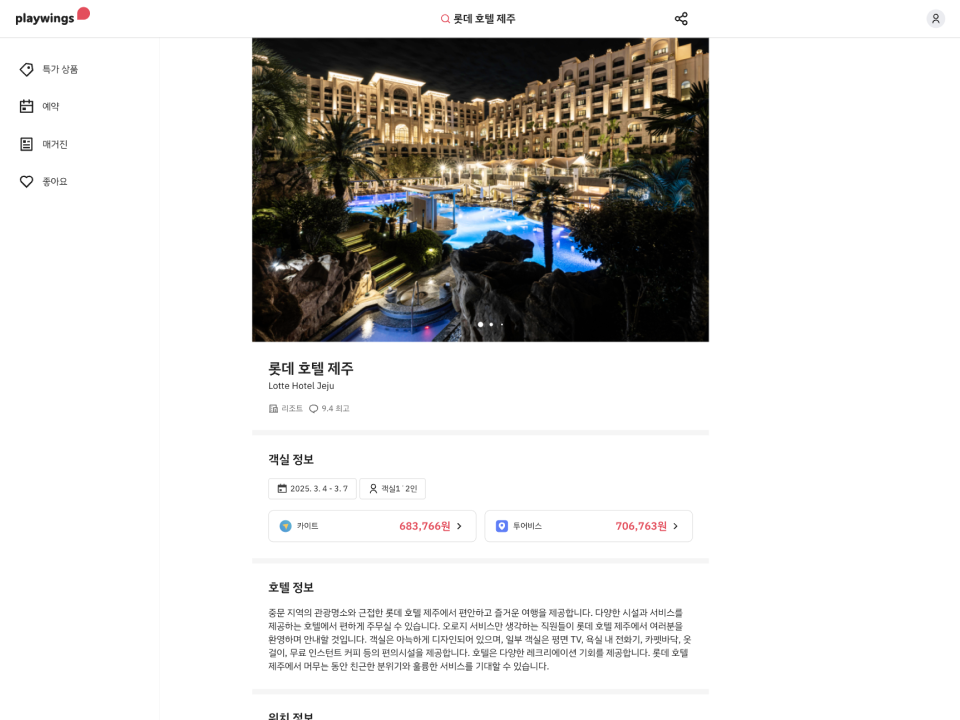 playwings
롯데 호텔 제주
특가 상품
예약
매거진
좋아요
롯데 호텔 제주
Lotte Hotel Jeju
리조트 9.4 최고
객실 정보
2025. 3. 4 - 3. 7 객실1 · 2인
카이트 683,766원
투어비스 706,763원
호텔 정보
중문 지역의 관광명소와 근접한 롯데 호텔 제주에서 편안하고 즐거운 여행을 제공합니다. 다양한 시설과 서비스를
제공하는 호텔에서 편하게 주무실 수 있습니다. 오로지 서비스만 생각하는 직원들이 롯데 호텔 제주에서 여러분을
환영하며 안내할 것입니다. 객실은 아늑하게 디자인되어 있으며, 일부 객실은 평면 TV, 욕실 내 전화기, 카펫바닥, 옷
걸이, 무료 인스턴트 커피 등의 편의시설을 제공합니다. 호텔은 다양한 레크리에이션 기회를 제공합니다. 롯데 호텔
제주에서 머무는 동안 친근한 분위기와 훌륭한 서비스를 기대할 수 있습니다.
위치 정보